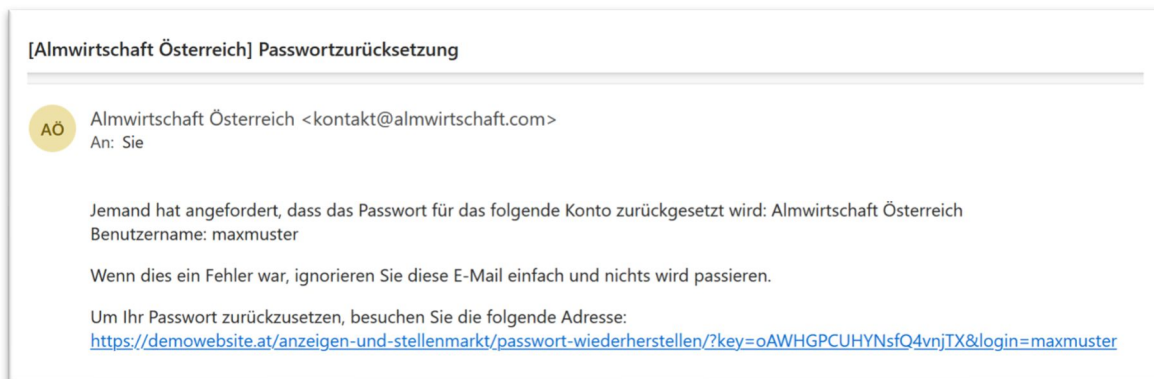 [Almwirtschaft Österreich] Passwortzurücksetzung
AÖ
Almwirtschaft Österreich <kontakt@almwirtschaft.com>
An: Sie
Jemand hat angefordert, dass das Passwort für das folgende Konto zurückgesetzt wird: Almwirtschaft Österreich
Benutzername: maxmuster
Wenn dies ein Fehler war, ignorieren Sie diese E-Mail einfach und nichts wird passieren.
Um Ihr Passwort zurückzusetzen, besuchen Sie die folgende Adresse:
https://demowebsite.at/anzeigen-und-stellenmarkt/passwort-wiederherstellen/?key=oAWHGPCUHYNsfQ4vnjTX&login=maxmuster